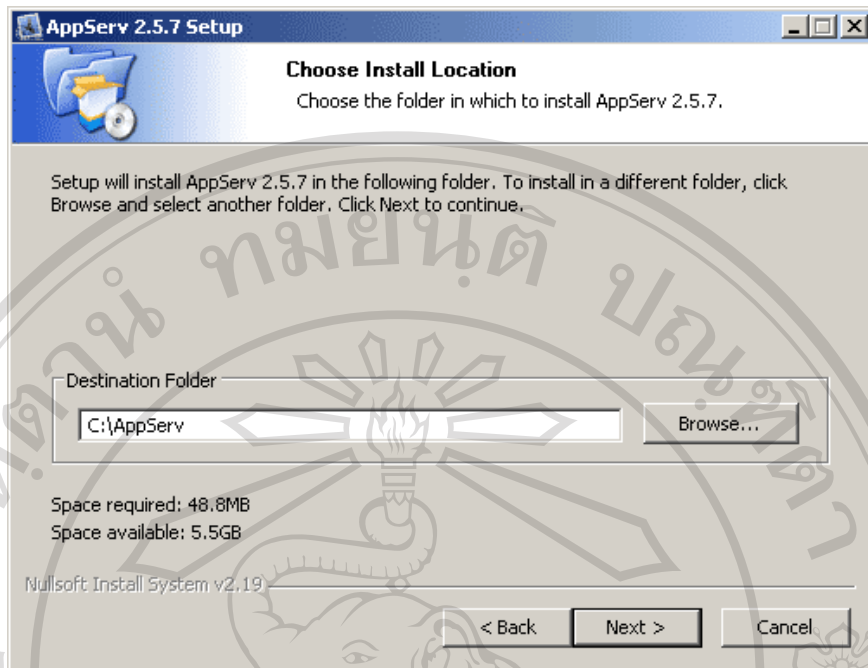 AppServ 2.5.7 Setup
Choose Install Location
Choose the folder in which to install AppServ 2.5.7.
Setup will install AppServ 2.5.7 in the following folder. To install in a different folder, click
Browse and select another folder. Click Next to continue.
Destination Folder
C:\AppServ
Browse...
Space required: 48.8MB
Space available: 5.5GB
Nullsoft Install System v2.19
< Back
Next >
Cancel